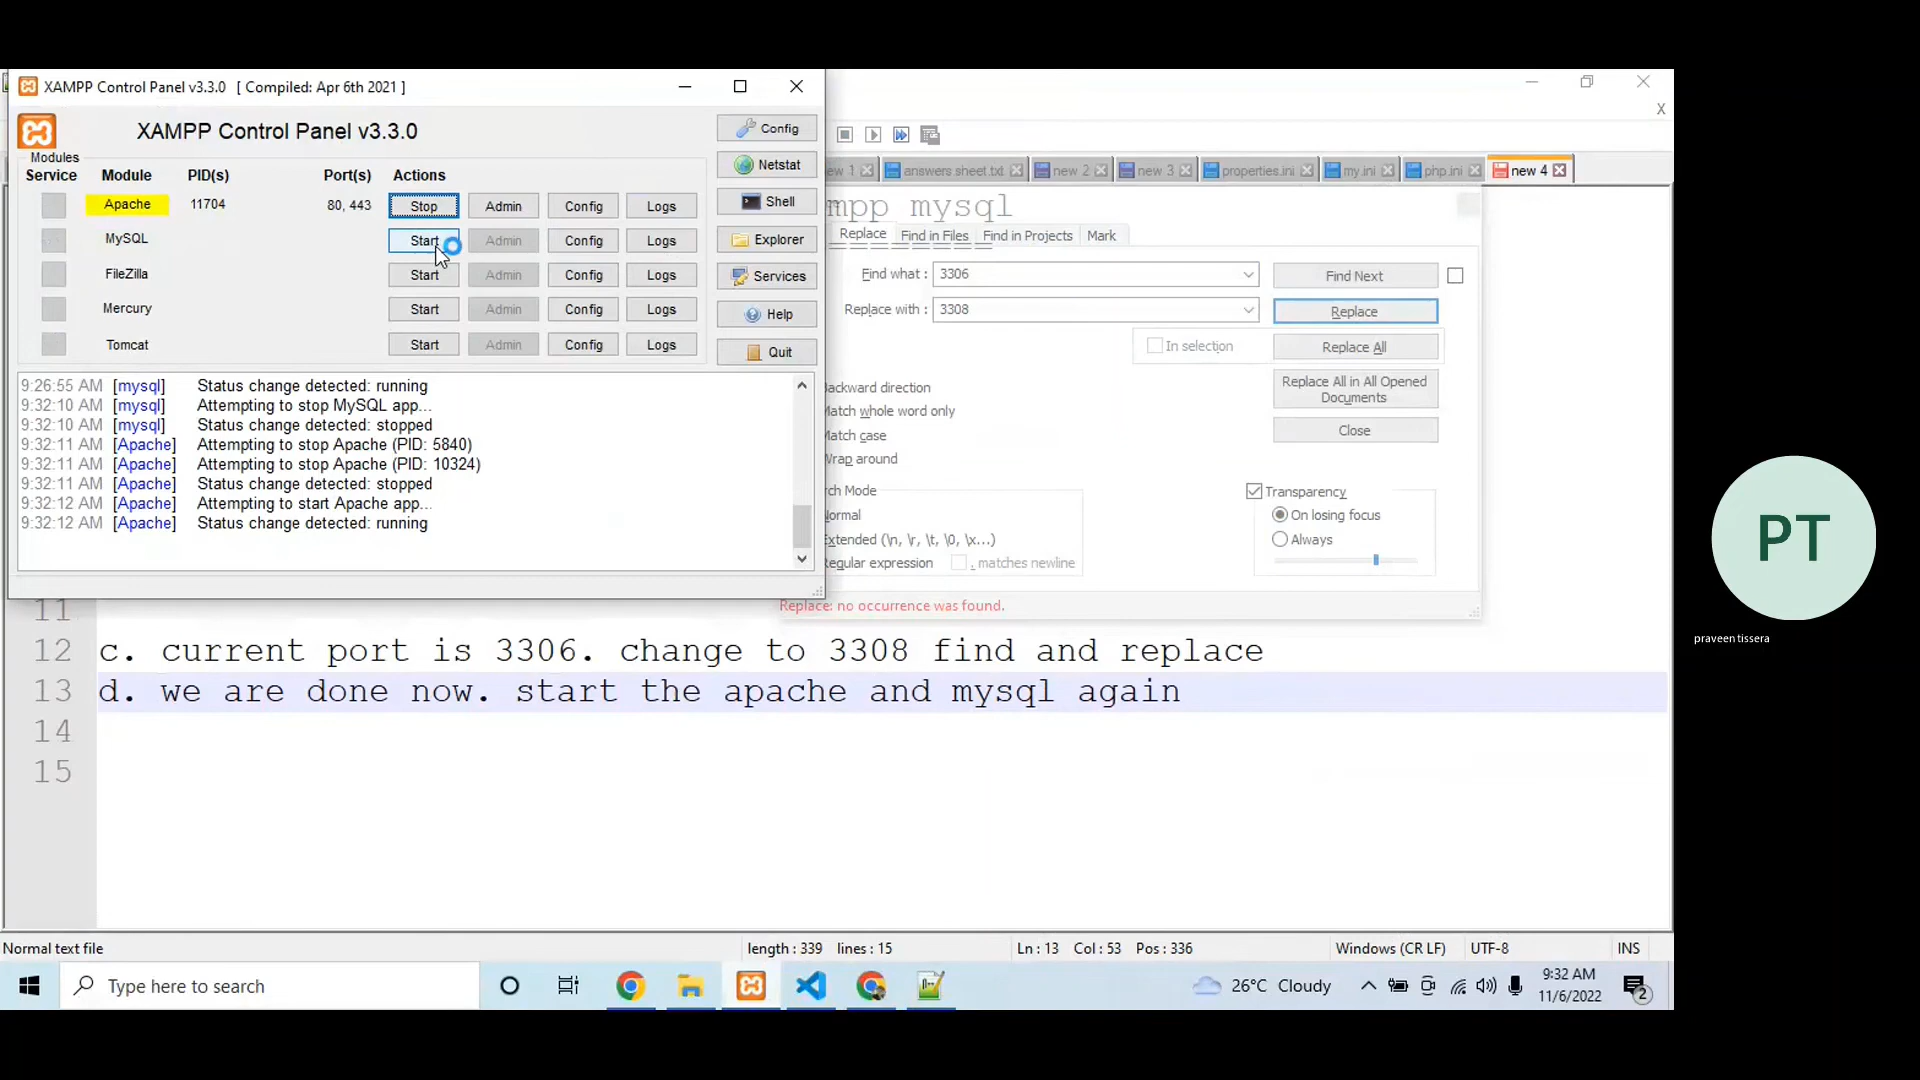 XAMPP Control Panel v3.3.0 [ Compiled: Apr 6th 2021 ]
XAMPP Control Panel v3.3.0
Config
Modules
Service Module PID(s) Port(s) Actions
Netstat
Apache 11704 80, 443 Stop Admin Config Logs
Shell
MySQL Start Admin Config Logs
Explorer
FileZilla Start Admin Config Logs
Services
Mercury Start Admin Config Logs
Help
Tomcat Start Admin Config Logs
Quit
9:26:55 AM [mysql] Status change detected: running
9:32:10 AM [mysql] Attempting to stop MySQL app...
9:32:10 AM [mysql] Status change detected: stopped
9:32:11 AM [Apache] Attempting to stop Apache (PID: 5840)
9:32:11 AM [Apache] Attempting to stop Apache (PID: 10324)
9:32:11 AM [Apache] Status change detected: stopped
9:32:12 AM [Apache] Attempting to start Apache app...
9:32:12 AM [Apache] Status change detected: running
X
ew 1 answers sheet.txt new 2 new 3 properties.ini my.ini php.ini new 4
mpp mysql
Replace Find in Files Find in Projects Mark
Find what : 3306 Find Next
Replace with : 3308 Replace
In selection Replace All
Replace All in All Opened
Documents
Close
Backward direction
Match whole word only
Match case
Wrap around
rch Mode
Normal
Extended (\n, \r, \t, \0, \x...)
Regular expression . matches newline
Transparency
On losing focus
Always
Replace: no occurrence was found.
11
12 c. current port is 3306. change to 3308 find and replace
13 d. we are done now. start the apache and mysql again
14
15
Normal text file length : 339 lines : 15 Ln : 13 Col : 53 Pos : 336 Windows (CR LF) UTF-8 INS
Type here to search
26°C Cloudy
9:32 AM
11/6/2022
2
PT
praveen tissera